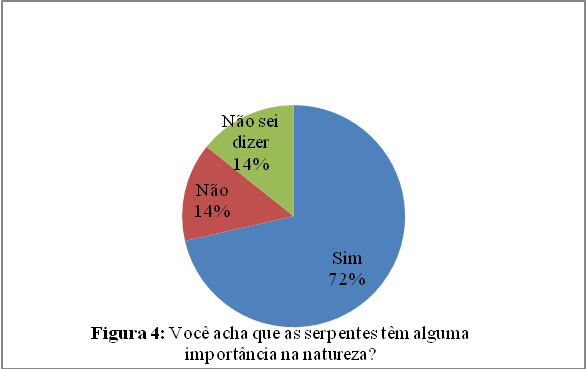 Não sei
dizer
14%
Não
14%
Sim
72%
Figura 4: Você acha que as serpentes têm alguma
importância na natureza?